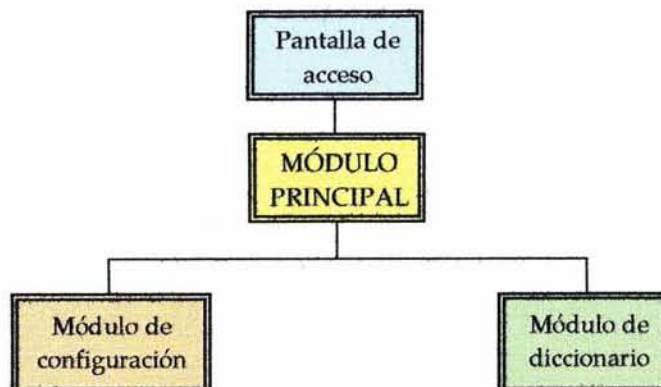 Pantalla de
acceso
MÓDULO
PRINCIPAL
Módulo de
configuración
Módulo de
diccionario